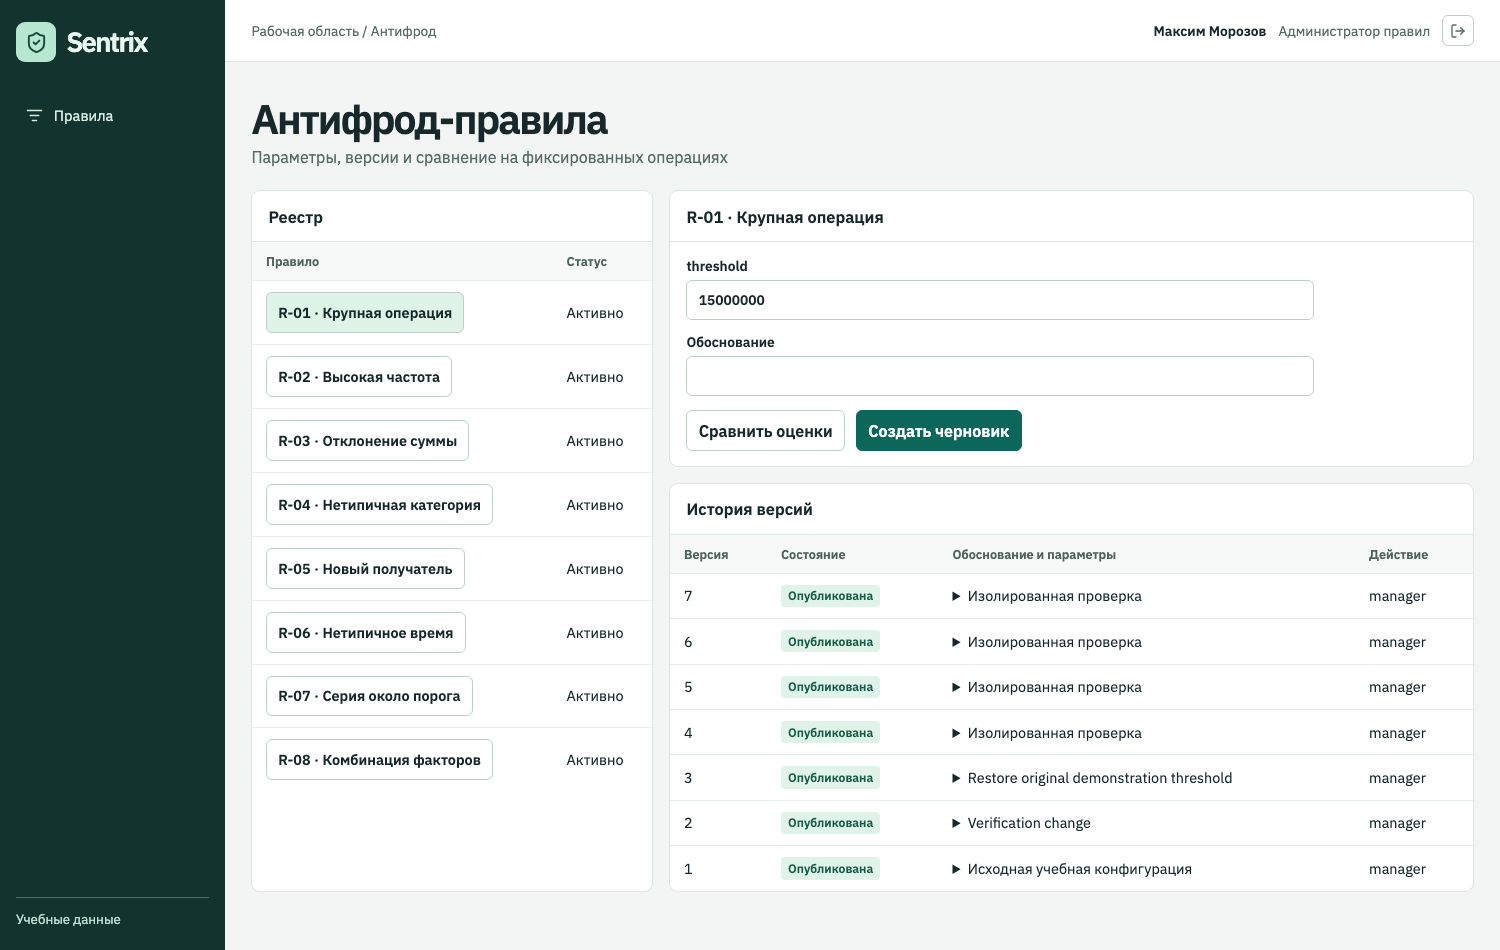 Sentrix
Правила
Учебные данные
Рабочая область / Антифрод
Максим Морозов Администратор правил
Антифрод-правила
Параметры, версии и сравнение на фиксированных операциях
Реестр
Правило Статус
R-01 · Крупная операция Активно
R-02 · Высокая частота Активно
R-03 · Отклонение суммы Активно
R-04 · Нетипичная категория Активно
R-05 · Новый получатель Активно
R-06 · Нетипичное время Активно
R-07 · Серия около порога Активно
R-08 · Комбинация факторов Активно
R-01 · Крупная операция
threshold
15000000
Обоснование
Сравнить оценки Создать черновик
История версий
Версия Состояние Обоснование и параметры Действие
7 Опубликована Изолированная проверка manager
6 Опубликована Изолированная проверка manager
5 Опубликована Изолированная проверка manager
4 Опубликована Изолированная проверка manager
3 Опубликована Restore original demonstration threshold manager
2 Опубликована Verification change manager
1 Опубликована Исходная учебная конфигурация manager